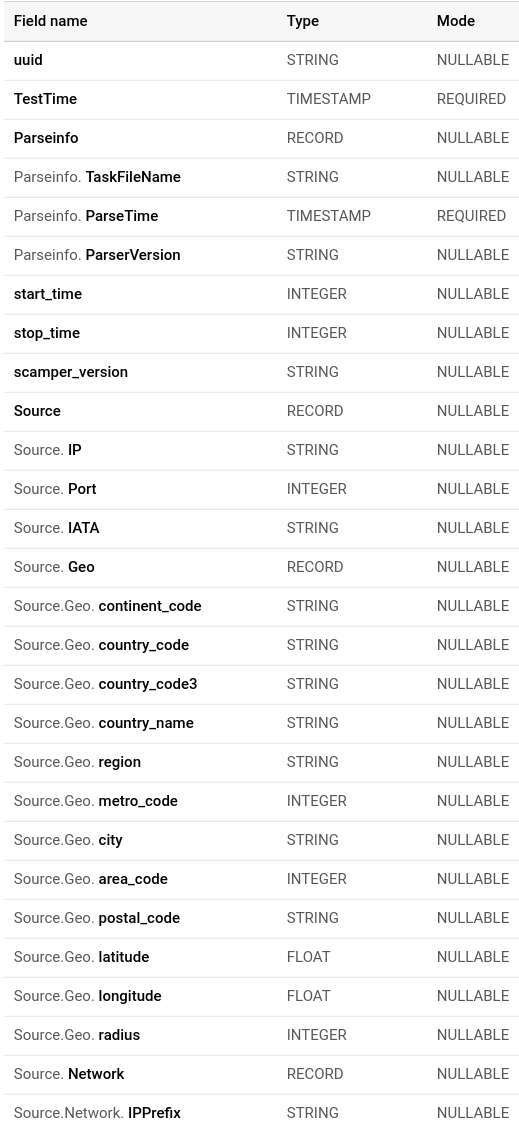 Field name Type Mode
uuid STRING NULLABLE
TestTime TIMESTAMP REQUIRED
Parseinfo RECORD NULLABLE
Parseinfo. TaskFileName STRING NULLABLE
Parseinfo. ParseTime TIMESTAMP REQUIRED
Parseinfo. ParserVersion STRING NULLABLE
start_time INTEGER NULLABLE
stop_time INTEGER NULLABLE
scamper_version STRING NULLABLE
Source RECORD NULLABLE
Source. IP STRING NULLABLE
Source. Port INTEGER NULLABLE
Source. IATA STRING NULLABLE
Source. Geo RECORD NULLABLE
Source.Geo. continent_code STRING NULLABLE
Source.Geo. country_code STRING NULLABLE
Source.Geo. country_code3 STRING NULLABLE
Source.Geo. country_name STRING NULLABLE
Source.Geo. region STRING NULLABLE
Source.Geo. metro_code INTEGER NULLABLE
Source.Geo. city STRING NULLABLE
Source.Geo. area_code INTEGER NULLABLE
Source.Geo. postal_code STRING NULLABLE
Source.Geo. latitude FLOAT NULLABLE
Source.Geo. longitude FLOAT NULLABLE
Source.Geo. radius INTEGER NULLABLE
Source. Network RECORD NULLABLE
Source.Network. IPPrefix STRING NULLABLE